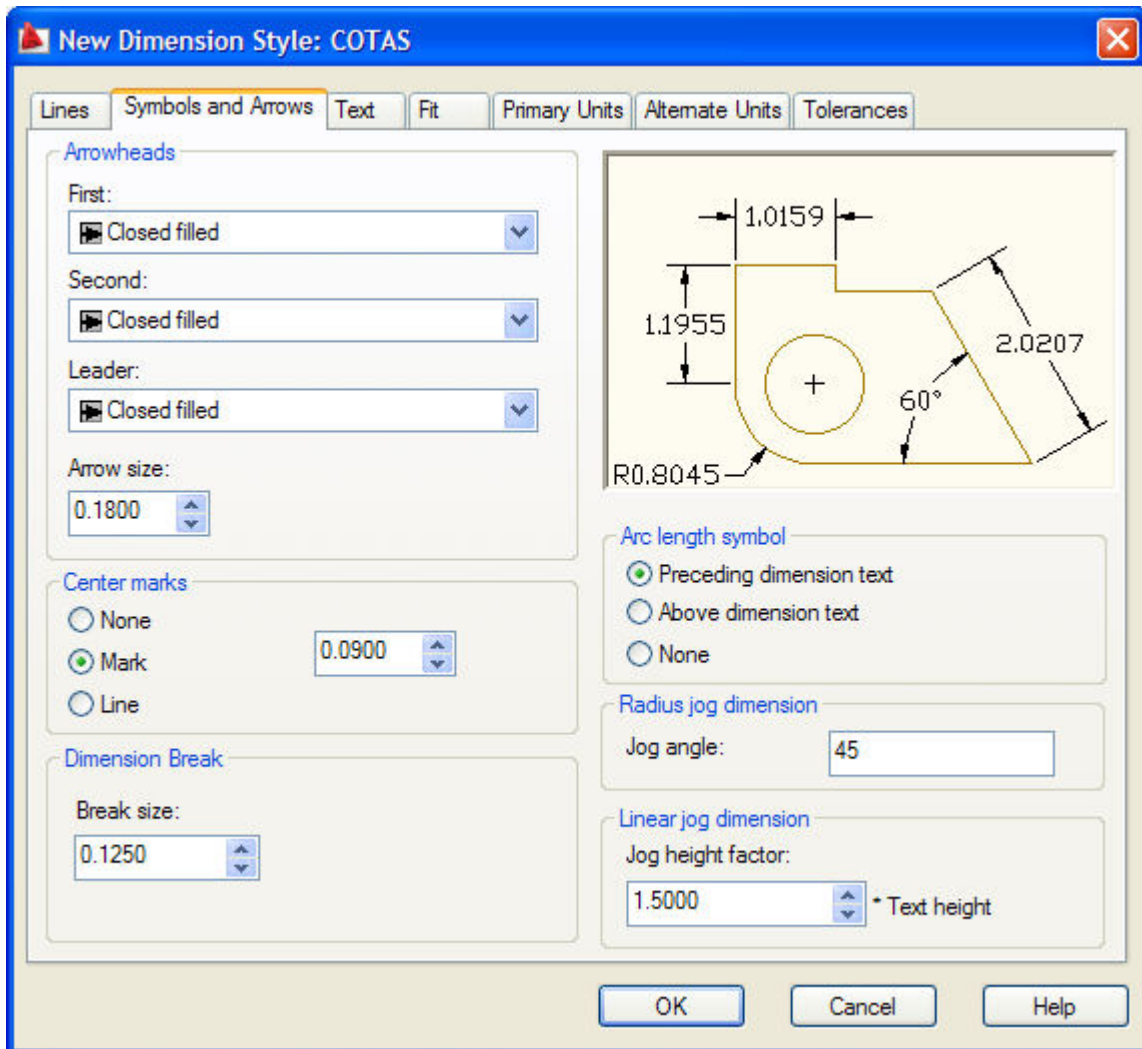 New Dimension Style: COTAS
Lines
Symbols and Arrows
Text
Fit
Primary Units
Alternate Units
Tolerances
Arrowheads
First:
Closed filled
Second:
Closed filled
Leader:
Closed filled
Arrow size:
0.1800
Center marks
None
Mark
0.0900
Line
Dimension Break
Break size:
0.1250
1.0159
1.1955
2.0207
60°
R0.8045
Arc length symbol
Preceding dimension text
Above dimension text
None
Radius jog dimension
Jog angle:
45
Linear jog dimension
Jog height factor:
1.5000
* Text height
OK
Cancel
Help